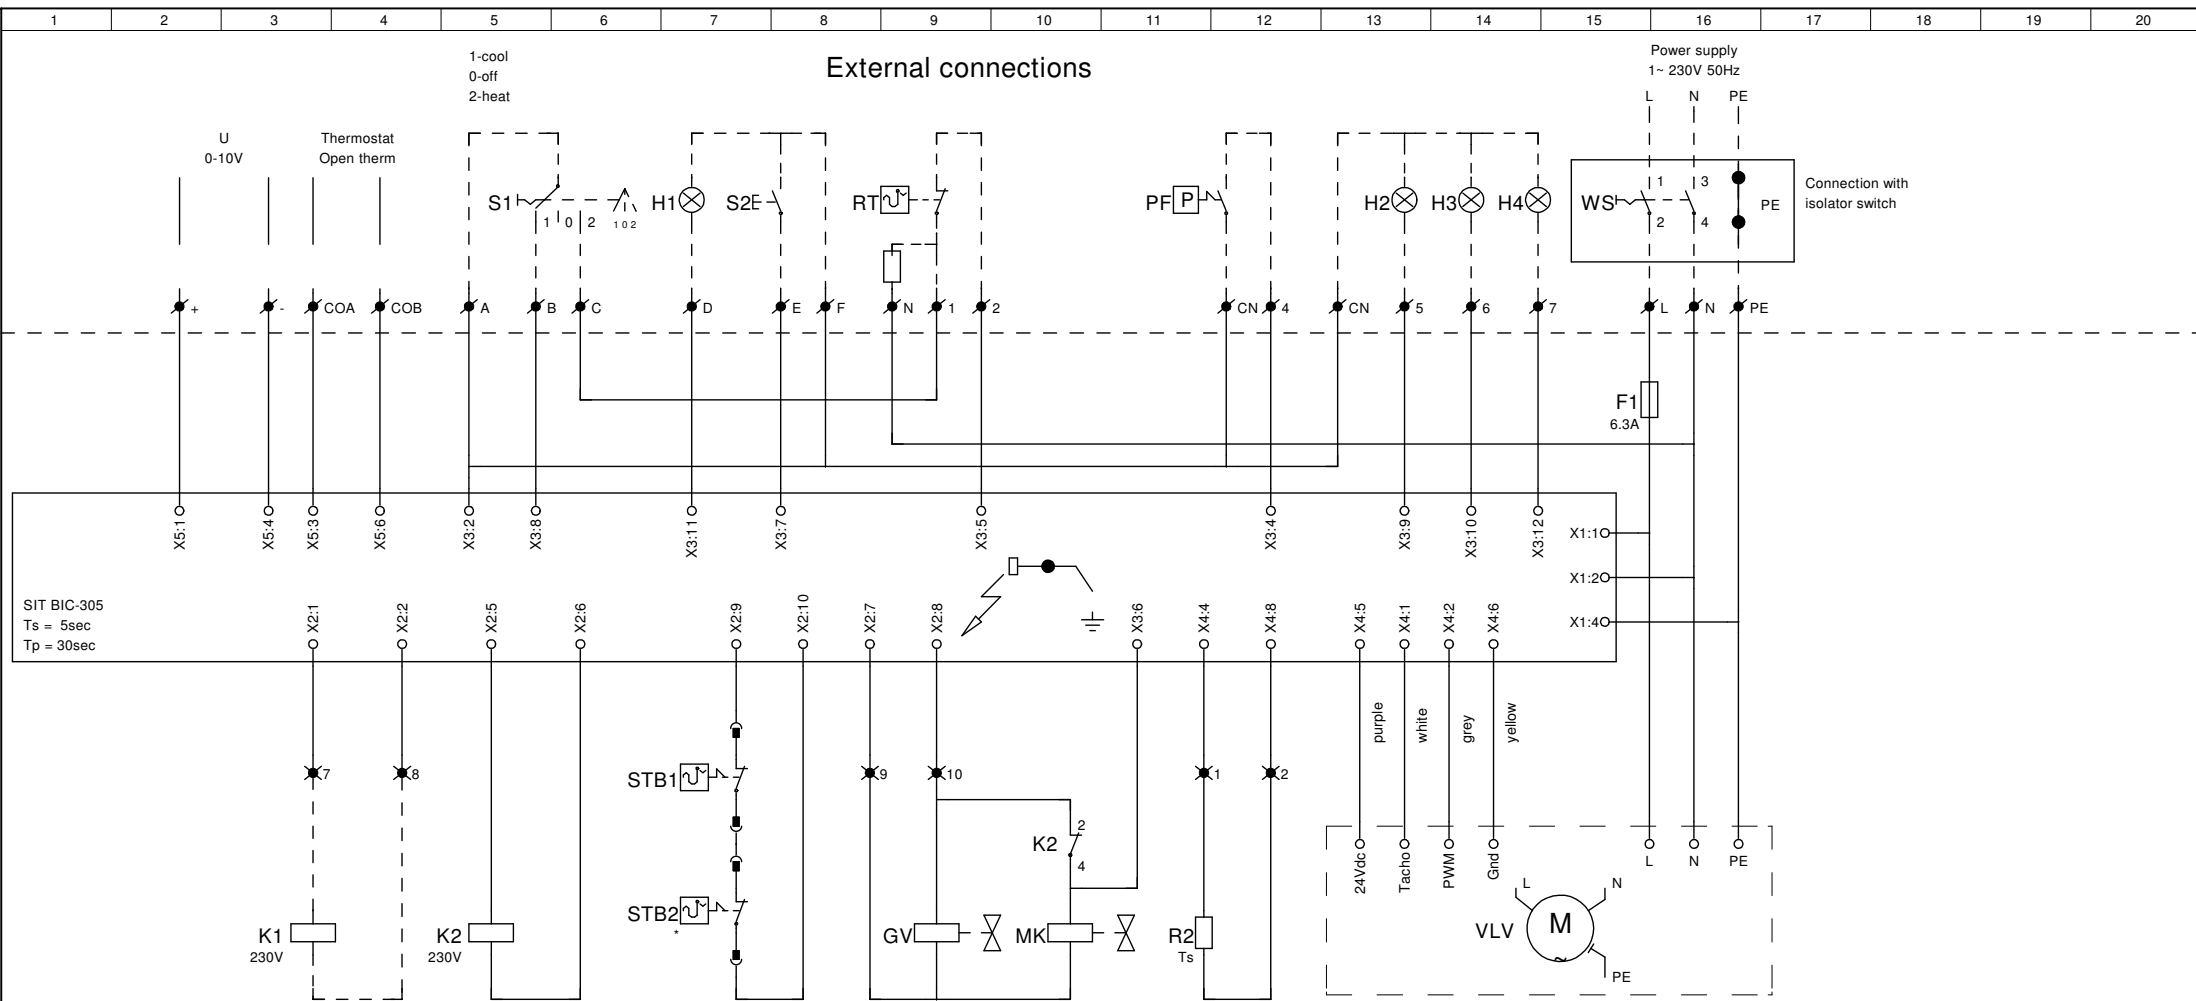 1 2 3 4 5 6 7 8 9 10 11 12 13 14 15 16 17 18 19 20
External connections
1-cool
0-off
2-heat
Power supply
1~ 230V 50Hz
L N PE
U
0-10V
Thermostat
Open therm
S1
1 0 2
1 0 2
H1
S2E
RT
PF P
H2
H3
H4
WS
1 3
2 4
PE
Connection with
isolator switch
+ - COA COB A B C D E F N 1 2 CN 4 CN 5 6 7 L N PE
F1
6.3A
X5:1 X5:4 X5:3 X5:6 X3:2 X3:8 X3:11 X3:7 X3:5 X3:4 X3:9 X3:10 X3:12
X1:1
X1:2
X1:4
SIT BIC-305
Ts = 5sec
Tp = 30sec
X2:1 X2:2 X2:5 X2:6 X2:9 X2:10 X2:7 X2:8 X3:6 X4:4 X4:8 X4:5 X4:1 X4:2 X4:6
purple white grey yellow
7 8 9 10 1 2
STB1
K2
2
4
24Vdc Tacho PWM Gnd L N PE
STB2
*
K1
230V
K2
230V
GV
MK
R2
Ts
VLV
M
L N
PE